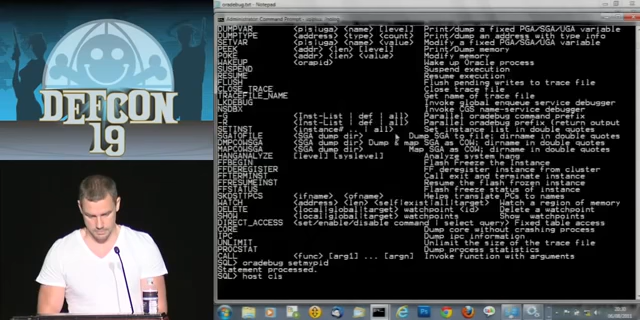 oradebug.txt - Notepad
Administrator: Command Prompt
DEFCON
19
DUMPVAR <p|s|uga> <name> [level] Print/dump a fixed PGA/SGA/UGA variable
DUMPTYPE <address> <type> <count> Print/dump an address with type info
SETVAR <p|s|uga> <name> <value> Modify a fixed PGA/SGA/UGA variable
PEEK <addr> <len> [level] Print/Dump memory
POKE <addr> <len> <value> Modify memory
WAKEUP <orapid> Wake up Oracle process
SUSPEND Suspend execution
RESUME Resume execution
FLUSH Flush pending writes to trace file
CLOSE_TRACE Close trace file
TRACEFILE_NAME Get name of trace file
LKDEBUG Invoke global enqueue service debugger
NSDBX Invoke CGS name-service debugger
-G <Inst-List | def | all> Parallel oradebug command prefix
-R <Inst-List | def | all> Parallel oradebug prefix (return output
SETINST <instance# .. | all> Set instance list in double quotes
SGATOFILE <SGA dump dir> Dump SGA to file; dirname in double quotes
DMPCOWSGA <SGA dump dir> Dump & map SGA as COW; dirname in double quotes
MAPCOWSGA <SGA dump dir> Map SGA as COW; dirname in double quotes
HANGANALYZE [level] [syslevel] Analyze system hang
FFBEGIN Flash Freeze the Instance
FFDEREGISTER FF deregister instance from cluster
FFTERMINST Call exit and terminate instance
FFRESUMEINST Resume the flash frozen instance
FFSTATUS Flash freeze status of instance
SKDSTTPCS <ifname> <ofname> Helps translate PCs to names
WATCH <address> <len> <self|exist|all|target> Watch a region of memory
DELETE <local|global|target> watchpoint <id> Delete a watchpoint
SHOW <local|global|target> watchpoints Show watchpoints
DIRECT_ACCESS <set/enable/disable command | select query> Fixed table access
CORE Dump core without crashing process
IPC Dump ipc information
UNLIMIT Unlimit the size of the trace file
PROCSTAT Dump process statistics
CALL <func> [arg1] ... [argn] Invoke function with arguments
SQL> oradebug setmypid
Statement processed.
SQL> host cls